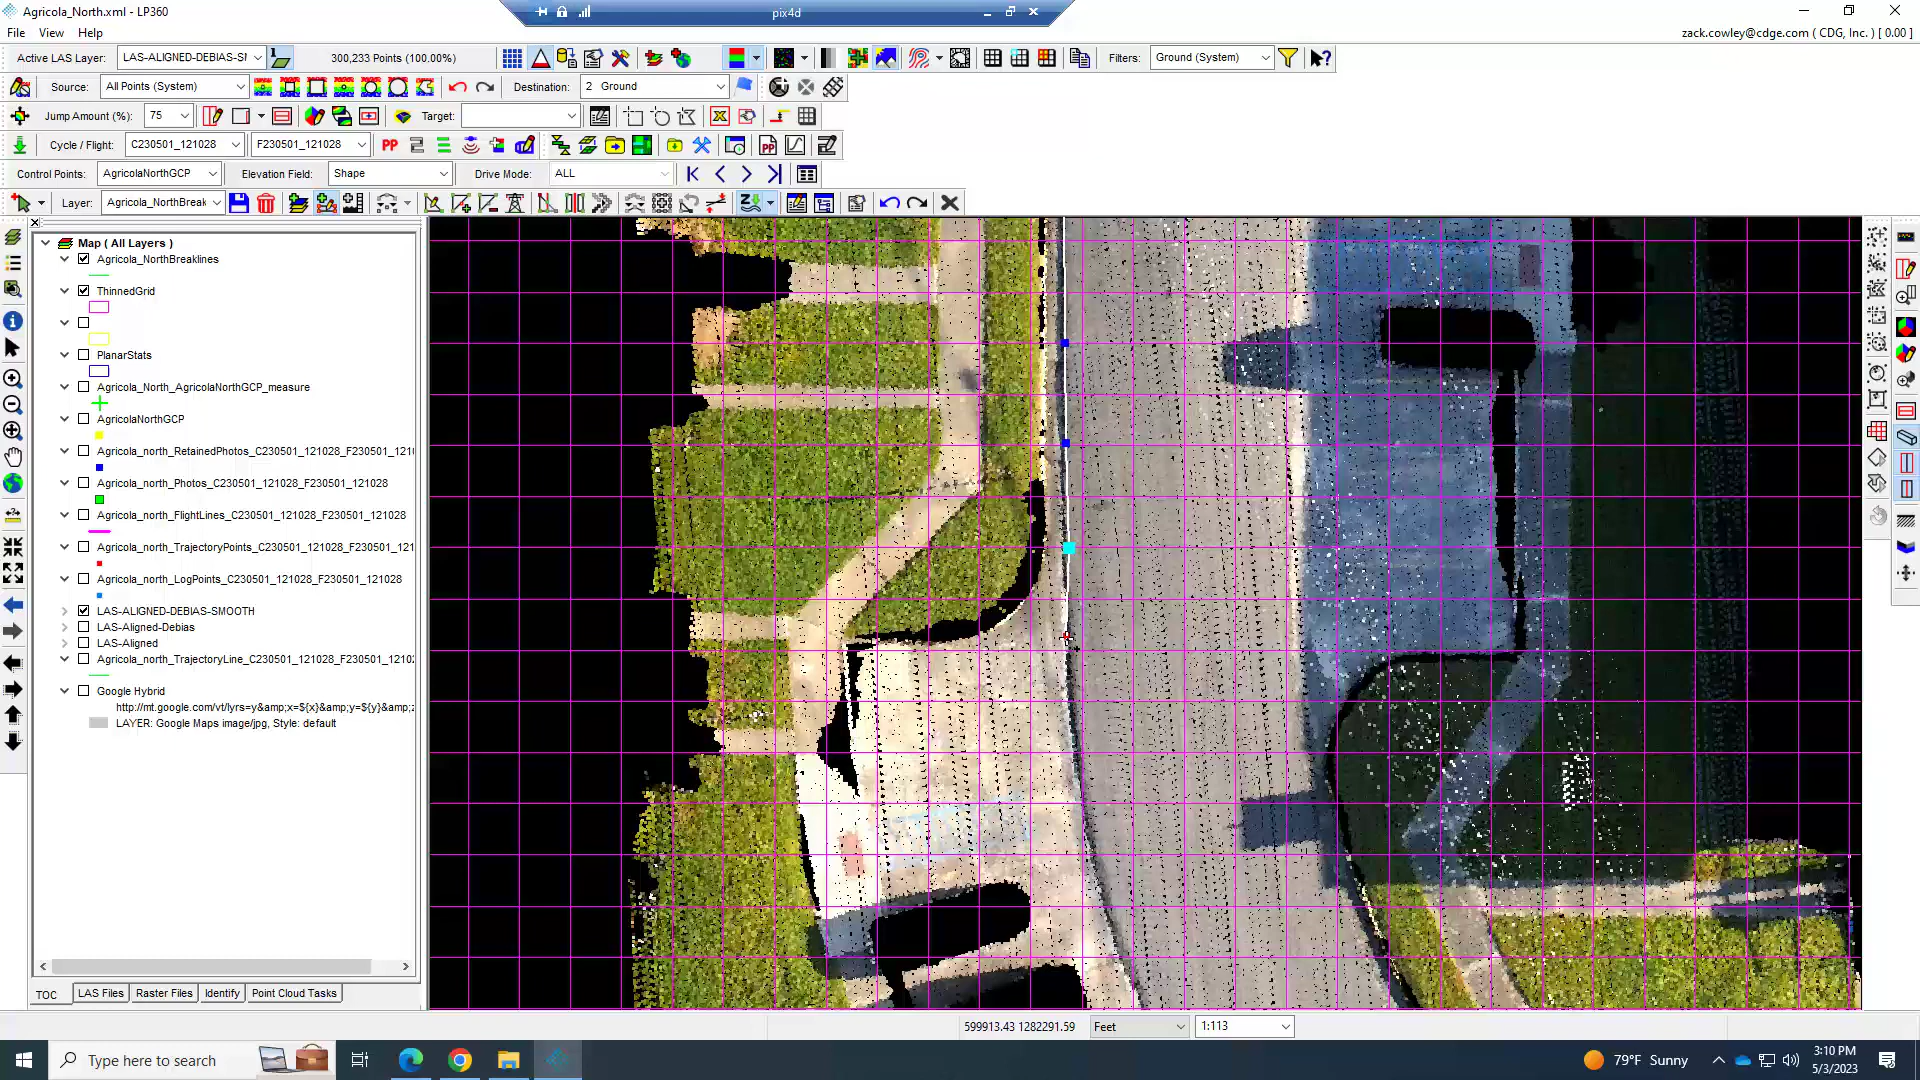 Agricola_North.xml - LP360
pix4d
File View Help
zack.cowley@cdge.com ( CDG, Inc. ) [ 0.00 ]
Active LAS Layer: LAS-ALIGNED-DEBIAS-SM 300,233 Points (100.00%) Filters: Ground (System)
Source: All Points (System) Destination: 2 Ground
Jump Amount (%): 75 Target:
Cycle / Flight: C230501_121028 F230501_121028 PP
Control Points: AgricolaNorthGCP Elevation Field: Shape Drive Mode: ALL
Layer: Agricola_NorthBreak
Map ( All Layers )
Agricola_NorthBreaklines
ThinnedGrid
PlanarStats
Agricola_North_AgricolaNorthGCP_measure
AgricolaNorthGCP
Agricola_north_RetainedPhotos_C230501_121028_F230501_121(
Agricola_north_Photos_C230501_121028_F230501_121028
Agricola_north_FlightLines_C230501_121028_F230501_121028
Agricola_north_TrajectoryPoints_C230501_121028_F230501_121
Agricola_north_LogPoints_C230501_121028_F230501_121028
LAS-ALIGNED-DEBIAS-SMOOTH
LAS-Aligned-Debias
LAS-Aligned
Agricola_north_TrajectoryLine_C230501_121028_F230501_1210:
Google Hybrid
http://mt.google.com/vt/lyrs=y&amp;x=${x}&amp;y=${y}&amp;z
LAYER: Google Maps image/jpg, Style: default
TOC LAS Files Raster Files Identify Point Cloud Tasks
599913.43 1282291.59 Feet 1:113
Type here to search
79°F Sunny
3:10 PM
5/3/2023